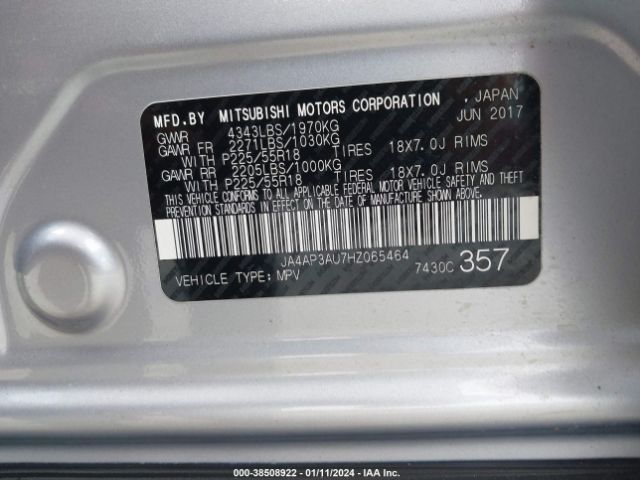 MFD.BY MITSUBISHI MOTORS CORPORATION , JAPAN
GVWR 4343LBS/1970KG JUN 2017
GAWR FR 2271LBS/1030KG
WITH P225/55R18 TIRES 18X7.0J RIMS
GAWR RR 2205LBS/1000KG
WITH P225/55R18 TIRES 18X7.0J RIMS
THIS VEHICLE CONFORMS TO ALL APPLICABLE FEDERAL MOTOR VEHICLE SAFETY AND THEFT
PREVENTION STANDARDS IN EFFECT ON THE DATE OF MANUFACTURE SHOWN ABOVE.
JA4AP3AU7HZ065464
VEHICLE TYPE: MPV 7430C 357
000-38508922 - 01/11/2024 - IAA Inc.